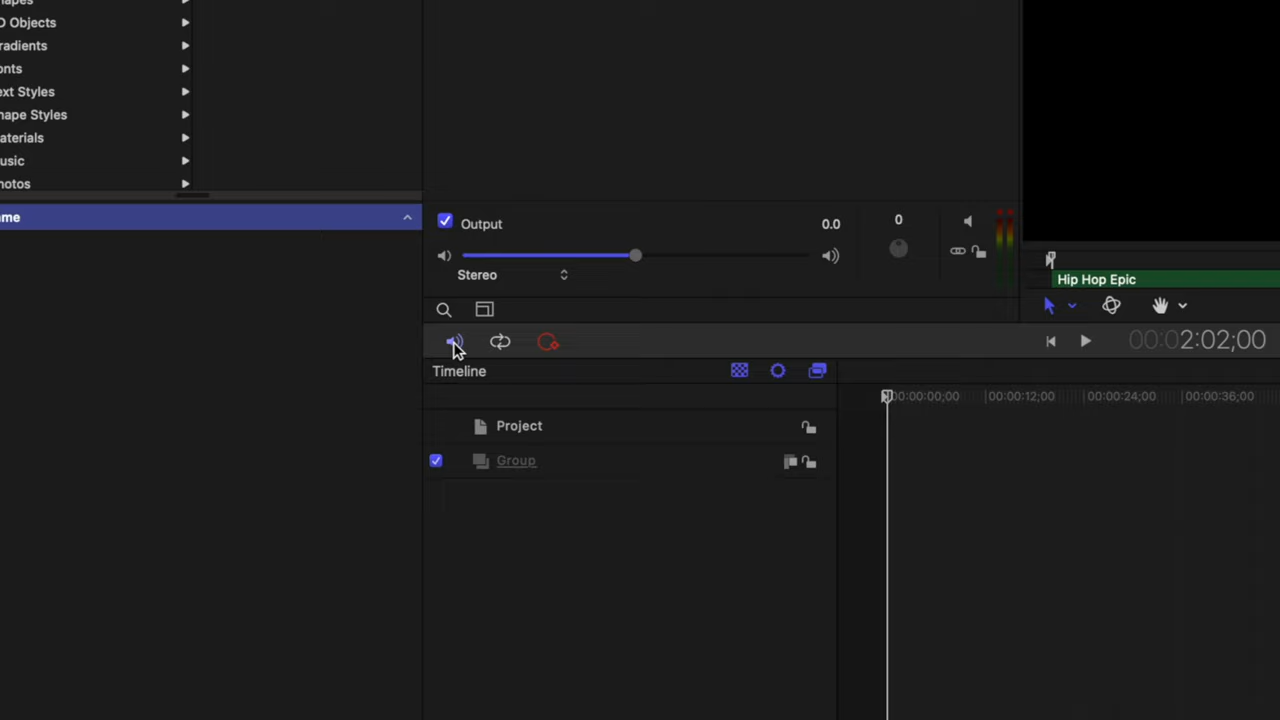 hapes
D Objects
radients
onts
ext Styles
hape Styles
aterials
usic
hotos
ame
Output
0.0
0
Stereo
Hip Hop Epic
00:02:02;00
Timeline
00:00:00;00
00:00:12;00
00:00:24;00
00:00:36;00
Project
Group